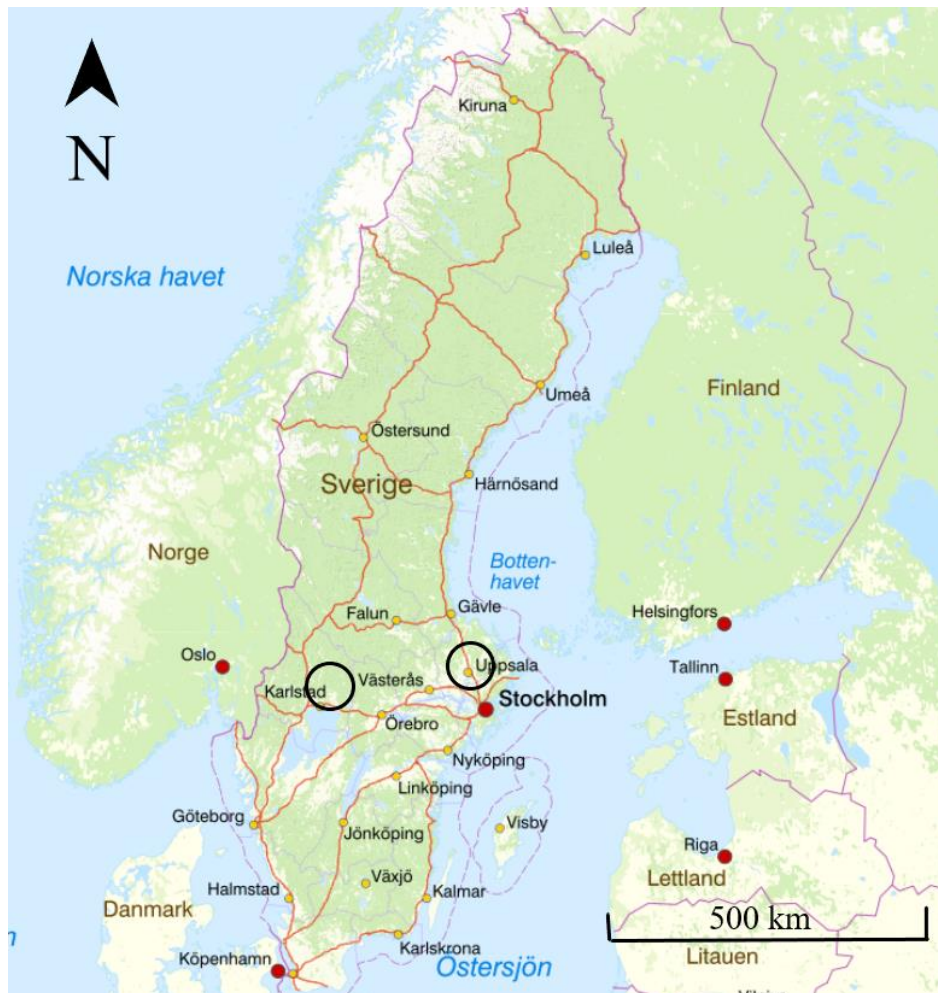 N
Kiruna
Luleå
Norska havet
Umeå
Finland
Östersund
Sverige
Härnösand
Norge
Botten-
havet
Falun
Gävle
Helsingfors
Oslo
Uppsala
Tallinn
Karlstad
Västerås
Stockholm
Örebro
Estland
Nyköping
Linköping
Göteborg
Jönköping
Visby
Riga
Växjö
Lettland
Halmstad
Kalmar
Danmark
500 km
Karlskrona
Köpenhamn
Östersjön
Litauen